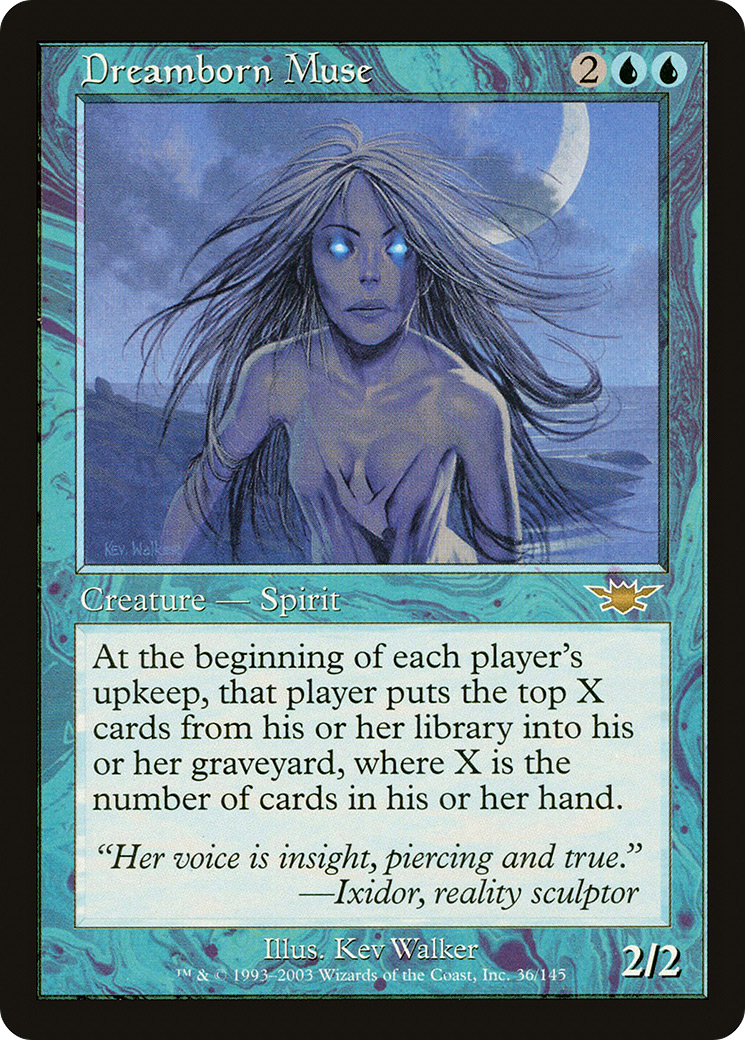 Dreamborn Muse 2
Kev. Walker
Creature — Spirit
At the beginning of each player's
upkeep, that player puts the top X
cards from his or her library into his
or her graveyard, where X is the
number of cards in his or her hand.
“Her voice is insight, piercing and true.”
—Ixidor, reality sculptor
Illus. Kev Walker
™ & © 1993–2003 Wizards of the Coast, Inc. 36/145
2/2